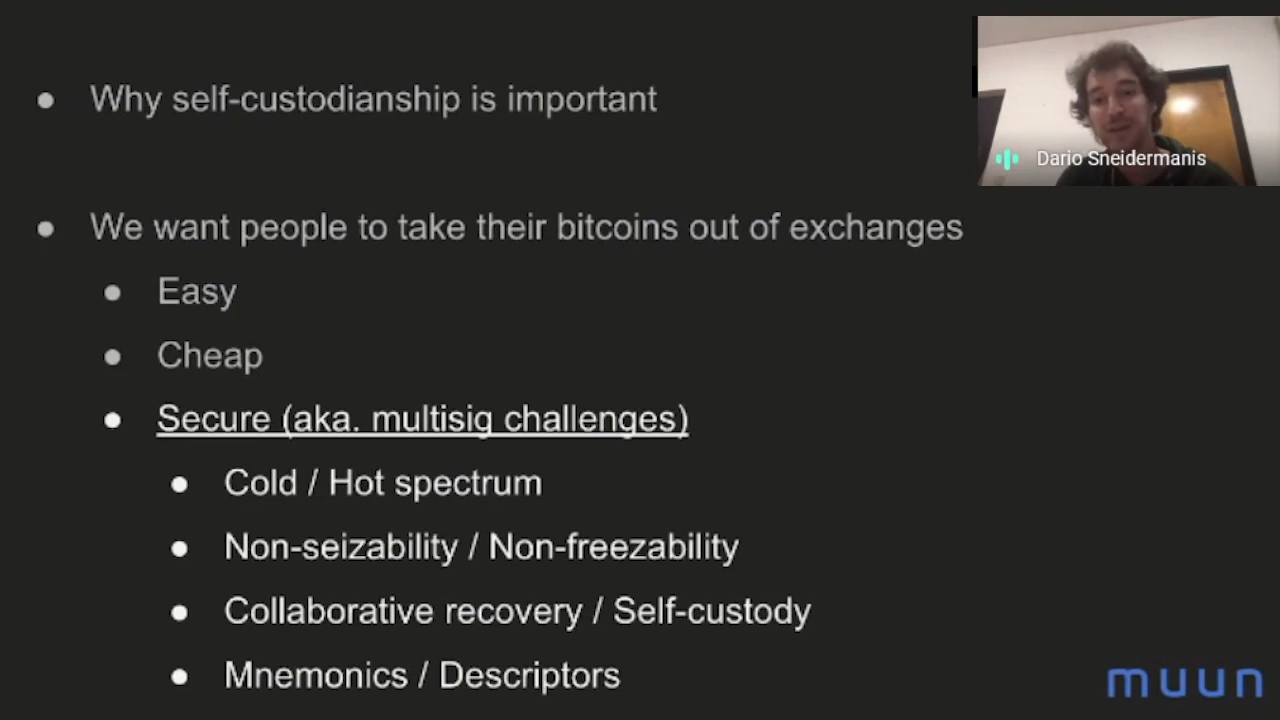 Why self-custodianship is important
Dario Sneidermanis
We want people to take their bitcoins out of exchanges
Easy
Cheap
Secure (aka. multisig challenges)
Cold / Hot spectrum
Non-seizability / Non-freezability
Collaborative recovery / Self-custody
Mnemonics / Descriptors
muun